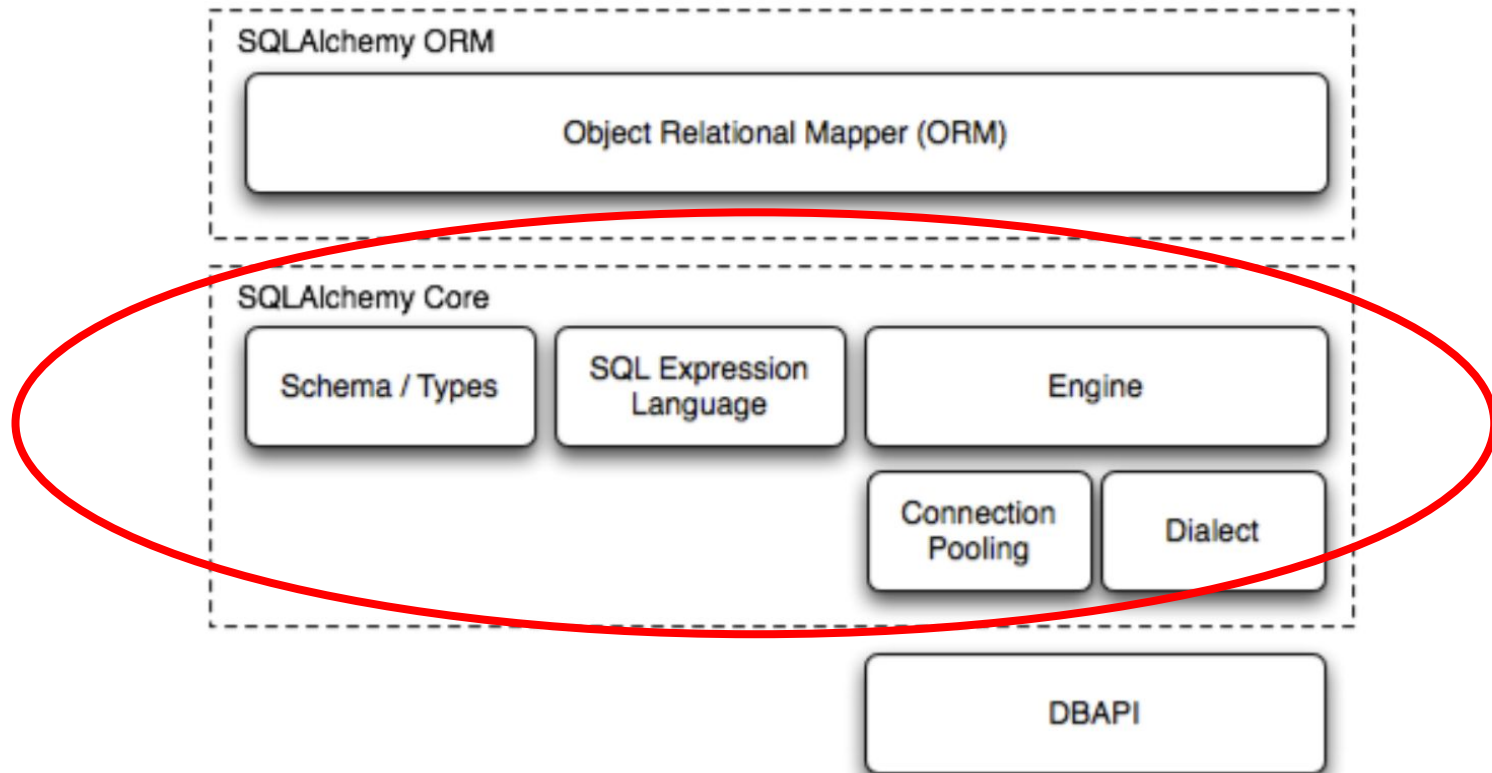 SQLAlchemy ORM
Object Relational Mapper (ORM)
SQLAlchemy Core
Schema / Types
SQL Expression
Language
Engine
Connection
Pooling
Dialect
DBAPI